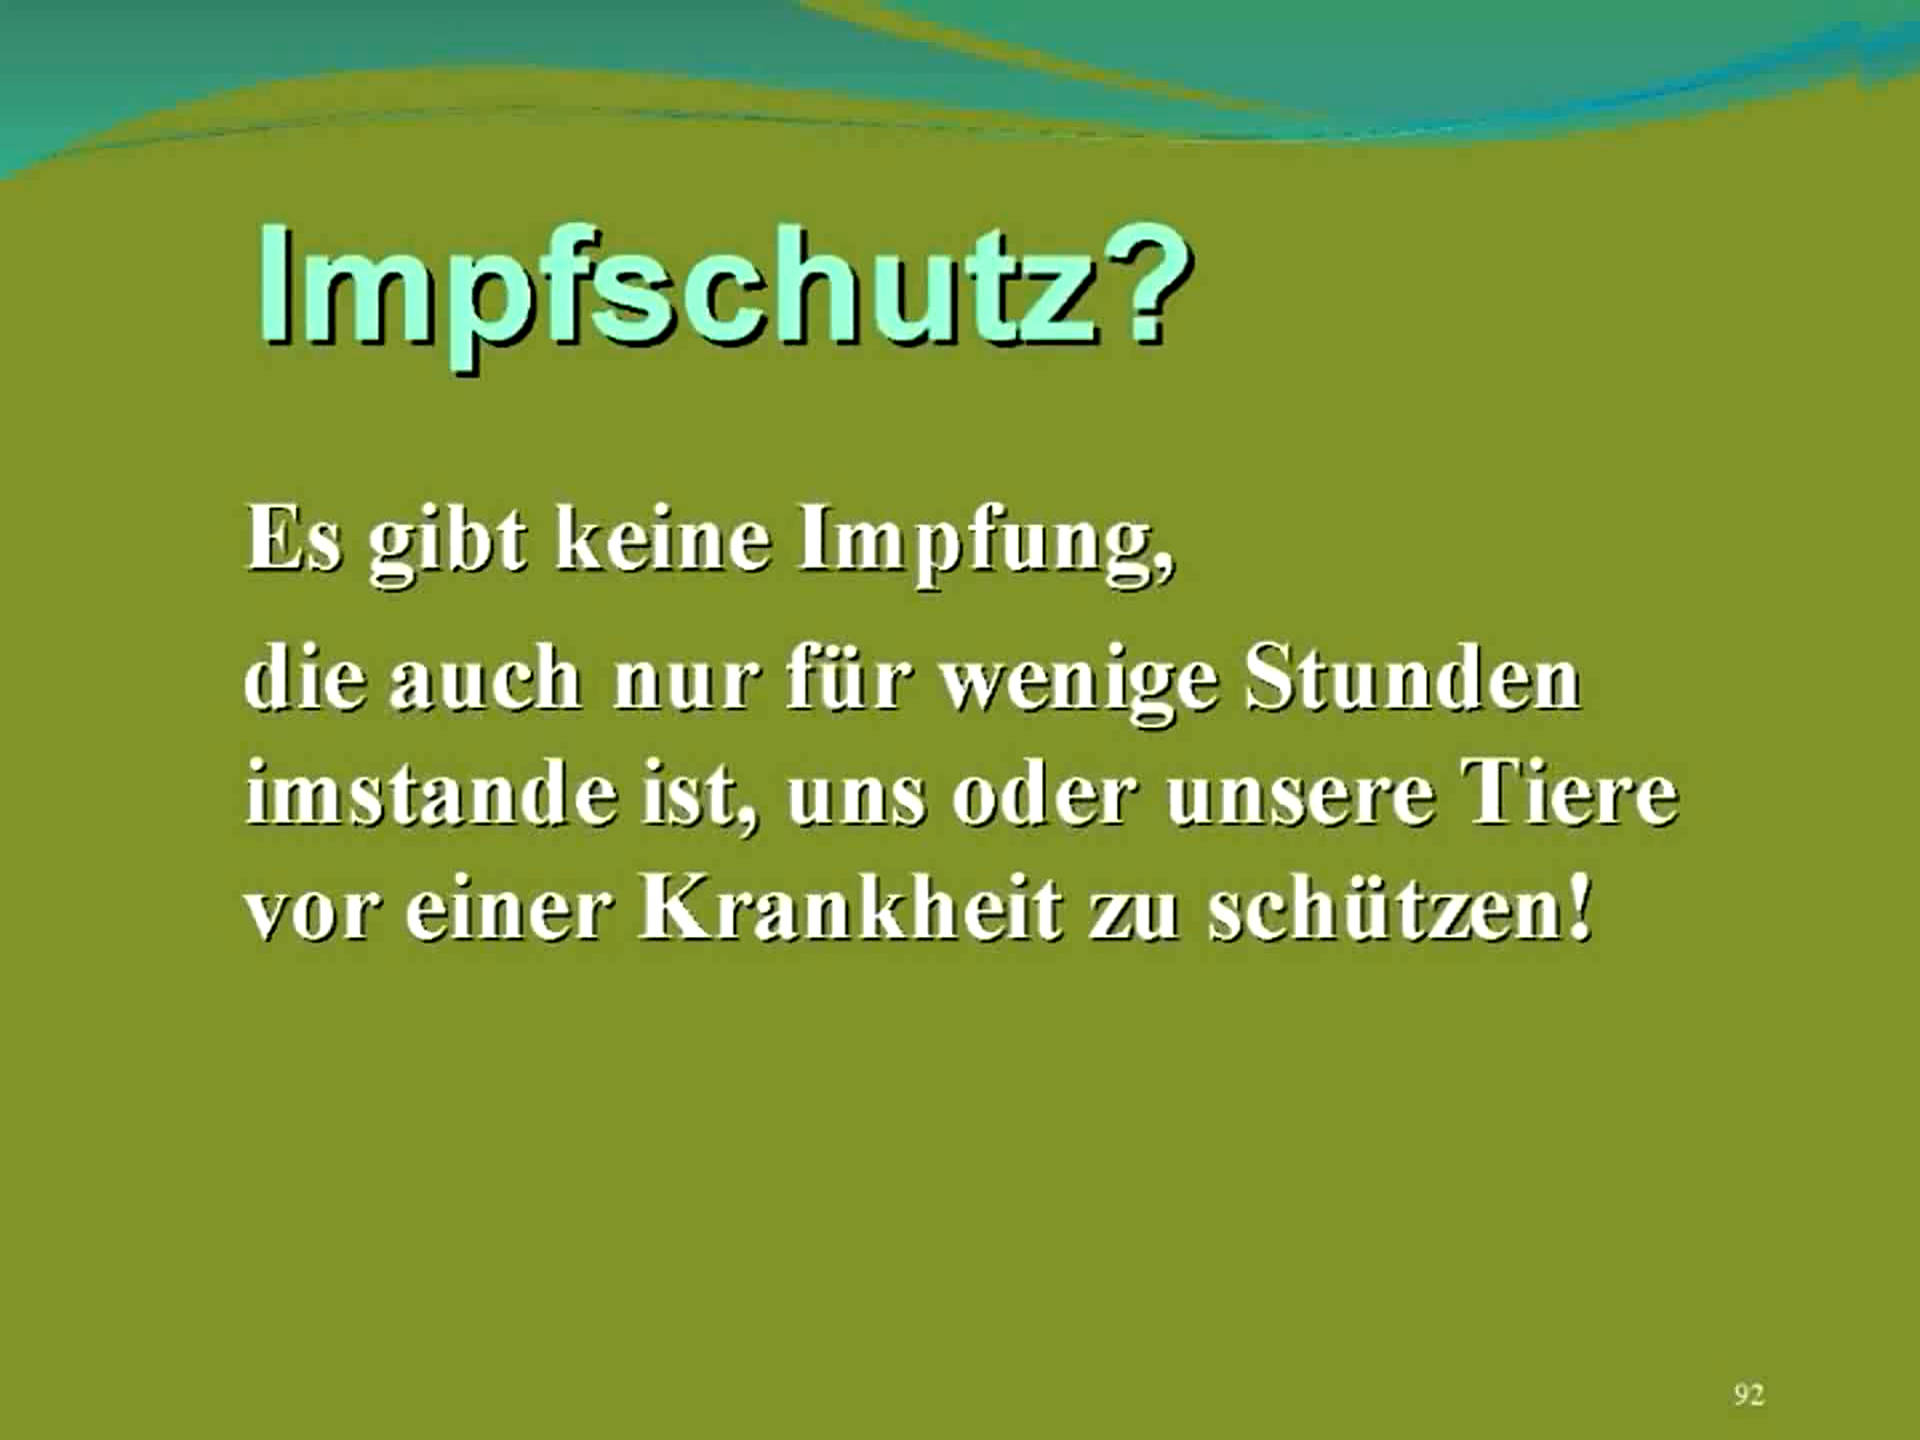 Impfschutz?
Es gibt keine Impfung,
die auch nur für wenige Stunden
imstande ist, uns oder unsere Tiere
vor einer Krankheit zu schützen!
92